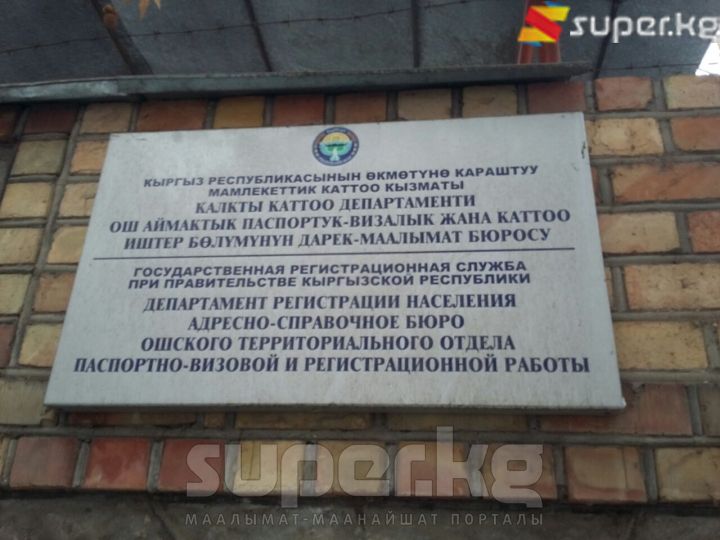 super.kg
КЫРГЫЗ РЕСПУБЛИКАСЫНЫН ӨКМӨТҮНӨ КАРАШТУУ
МАМЛЕКЕТТИК КАТТОО КЫЗМАТЫ
КАЛКТЫ КАТТОО ДЕПАРТАМЕНТИ
ОШ АЙМАКТЫК ПАСПОРТУК-ВИЗАЛЫК ЖАНА КАТТОО
ИШТЕР БӨЛҮМҮНҮН ДАРЕК-МААЛЫМАТ БЮРОСУ
ГОСУДАРСТВЕННАЯ РЕГИСТРАЦИОННАЯ СЛУЖБА
ПРИ ПРАВИТЕЛЬСТВЕ КЫРГЫЗСКОЙ РЕСПУБЛИКИ
ДЕПАРТАМЕНТ РЕГИСТРАЦИИ НАСЕЛЕНИЯ
АДРЕСНО-СПРАВОЧНОЕ БЮРО
ОШСКОГО ТЕРРИТОРИАЛЬНОГО ОТДЕЛА
ПАСПОРТНО-ВИЗОВОЙ И РЕГИСТРАЦИОННОЙ РАБОТЫ
super.kg
МААЛЫМАТ-МААНАЙШАТ ПОРТАЛЫ